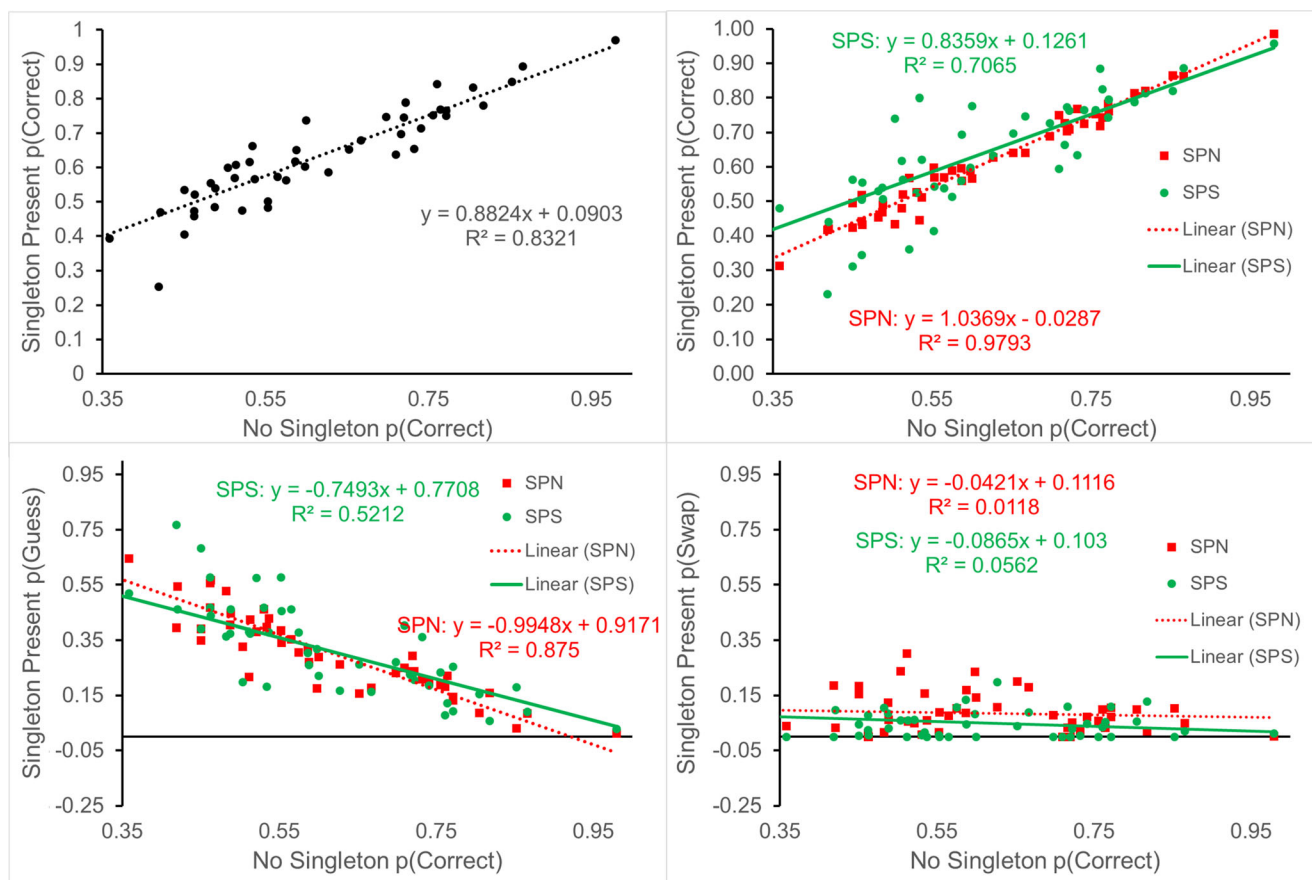 Singleton Present p(Correct)
1
0.9
0.8
0.7
0.6
0.5
0.4
0.3
0.2
0.1
0
y = 0.8824x + 0.0903
R² = 0.8321
0.35 0.55 0.75 0.95
No Singleton p(Correct)
Singleton Present p(Correct)
1.00
0.90
0.80
0.70
0.60
0.50
0.40
0.30
0.20
0.10
0.00
SPS: y = 0.8359x + 0.1261
R² = 0.7065
SPN
SPS
Linear (SPN)
Linear (SPS)
SPN: y = 1.0369x - 0.0287
R² = 0.9793
0.35 0.55 0.75 0.95
No Singleton p(Correct)
Singleton Present p(Guess)
0.95
0.75
0.55
0.35
0.15
-0.05
-0.25
SPS: y = -0.7493x + 0.7708
R² = 0.5212
SPN
SPS
Linear (SPN)
Linear (SPS)
SPN: y = -0.9948x + 0.9171
R² = 0.875
0.35 0.55 0.75 0.95
No Singleton p(Correct)
Singleton Present p(Swap)
0.95
0.75
0.55
0.35
0.15
-0.05
-0.25
SPN: y = -0.0421x + 0.1116
R² = 0.0118
SPS: y = -0.0865x + 0.103
R² = 0.0562
SPN
SPS
Linear (SPN)
Linear (SPS)
0.35 0.55 0.75 0.95
No Singleton p(Correct)